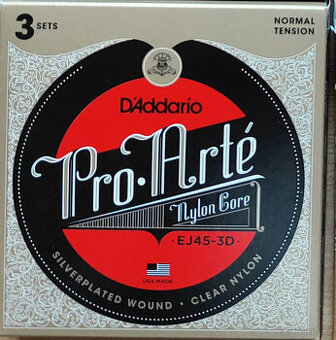 3 SETS
NORMAL
TENSION
D'Addario
Pro·Arté
Nylon Core
·EJ45-3D·
USA MADE
SILVERPLATED WOUND · CLEAR NYLON